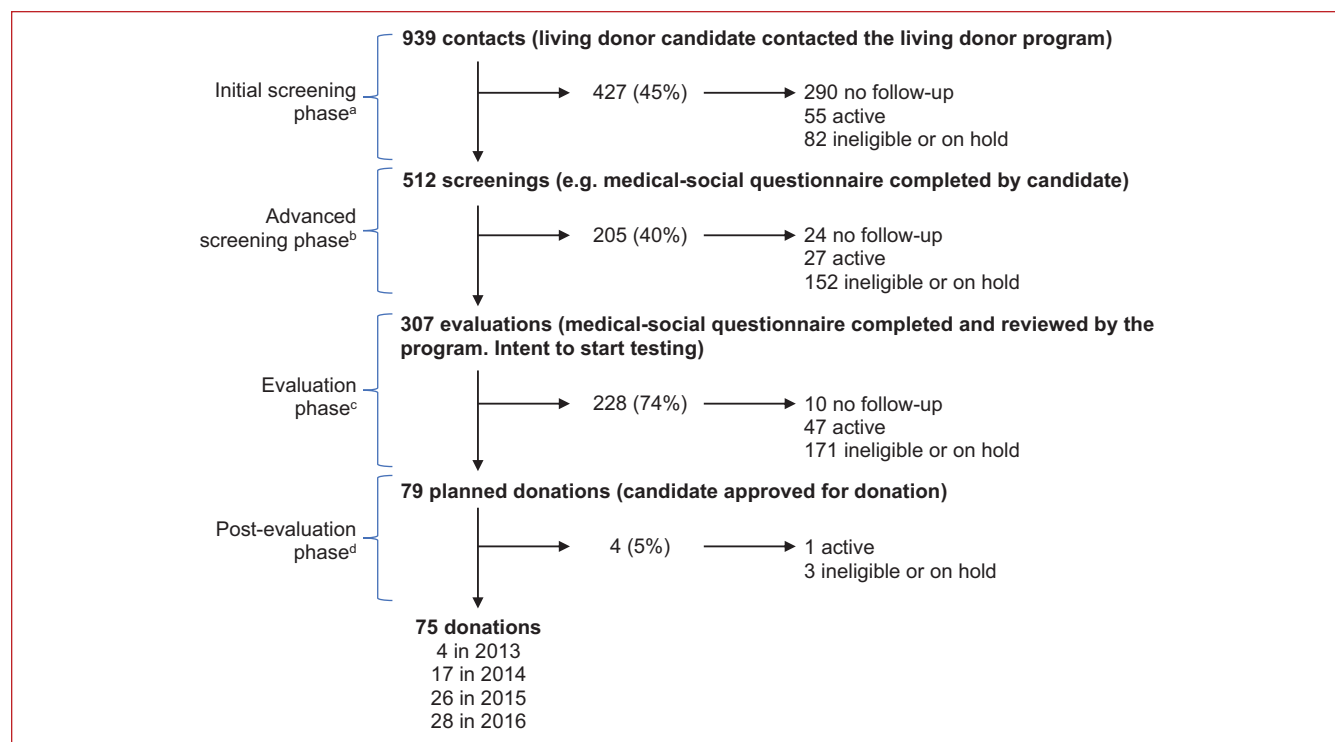 939 contacts (living donor candidate contacted the living donor program)
Initial screening
phaseᵃ
427 (45%)
290 no follow-up
55 active
82 ineligible or on hold
512 screenings (e.g. medical-social questionnaire completed by candidate)
Advanced
screening phaseᵇ
205 (40%)
24 no follow-up
27 active
152 ineligible or on hold
307 evaluations (medical-social questionnaire completed and reviewed by the
program. Intent to start testing)
Evaluation
phaseᶜ
228 (74%)
10 no follow-up
47 active
171 ineligible or on hold
79 planned donations (candidate approved for donation)
Post-evaluation
phaseᵈ
4 (5%)
1 active
3 ineligible or on hold
75 donations
4 in 2013
17 in 2014
26 in 2015
28 in 2016